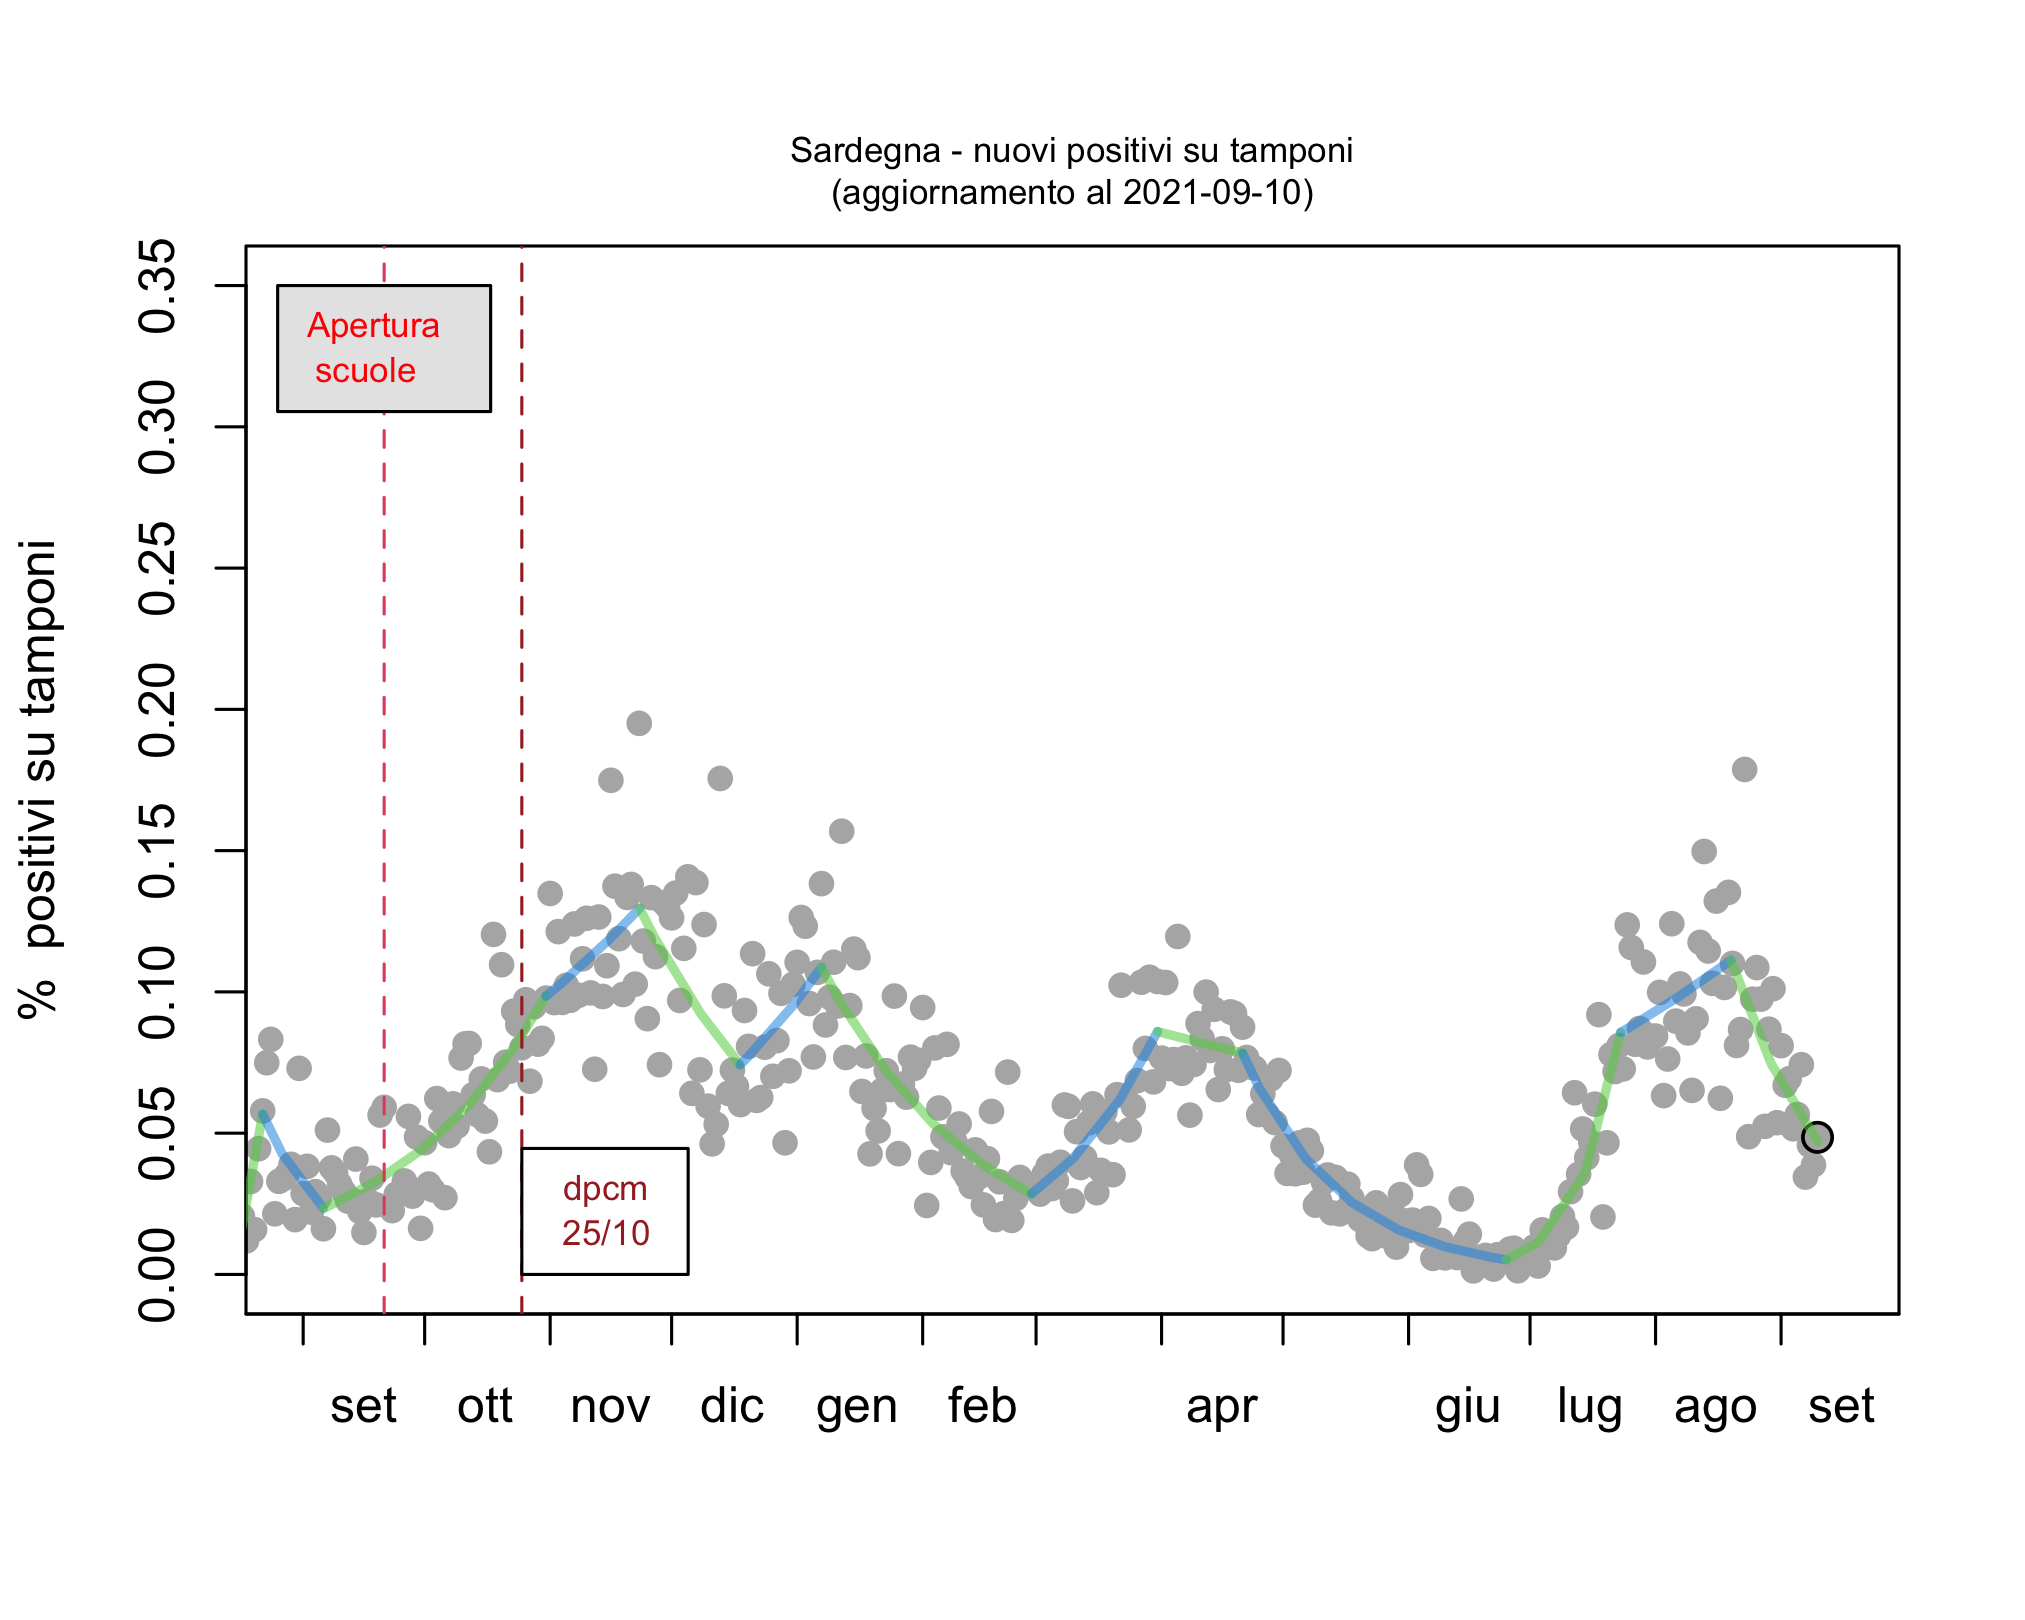 Sardegna - nuovi positivi su tamponi
(aggiornamento al 2021-09-10)
% positivi su tamponi
0.35
0.30
0.25
0.20
0.15
0.10
0.05
0.00
Apertura
scuole
dpcm
25/10
set ott nov dic gen feb apr giu lug ago set